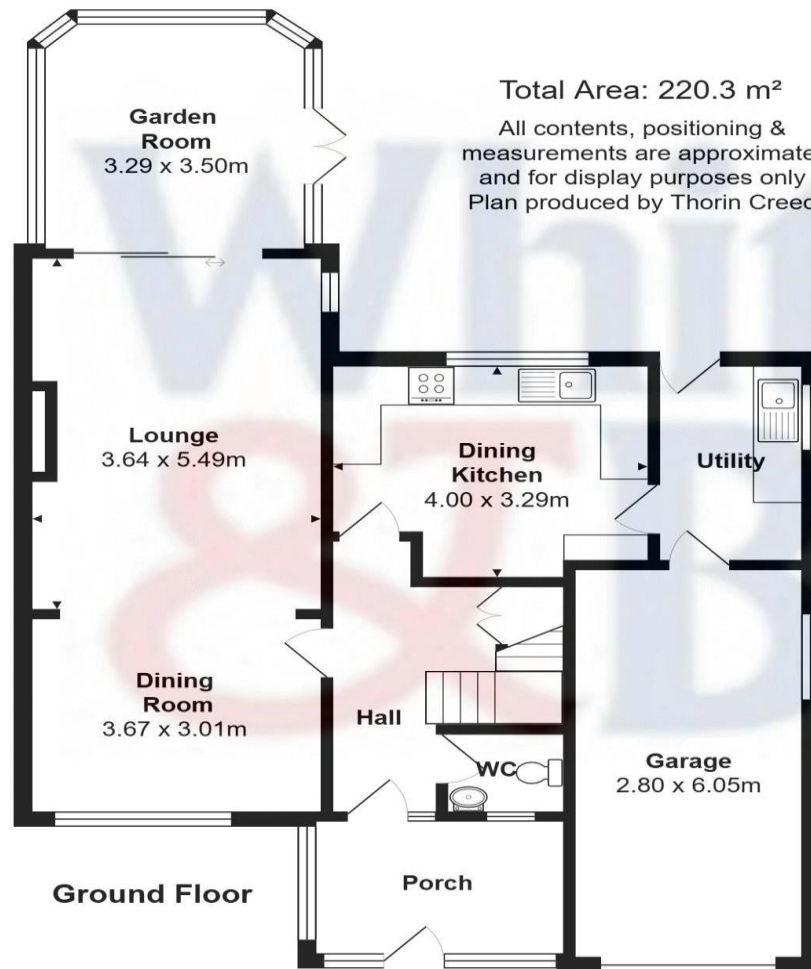 Garden
Room
3.29 x 3.50m
Total Area: 220.3 m²
All contents, positioning &
measurements are approximate
and for display purposes only
Plan produced by Thorin Creed
Lounge
3.64 x 5.49m
Dining
Kitchen
4.00 x 3.29m
Utility
Dining
Room
3.67 x 3.01m
Hall
WC
Garage
2.80 x 6.05m
Porch
Ground Floor
Whi
& B